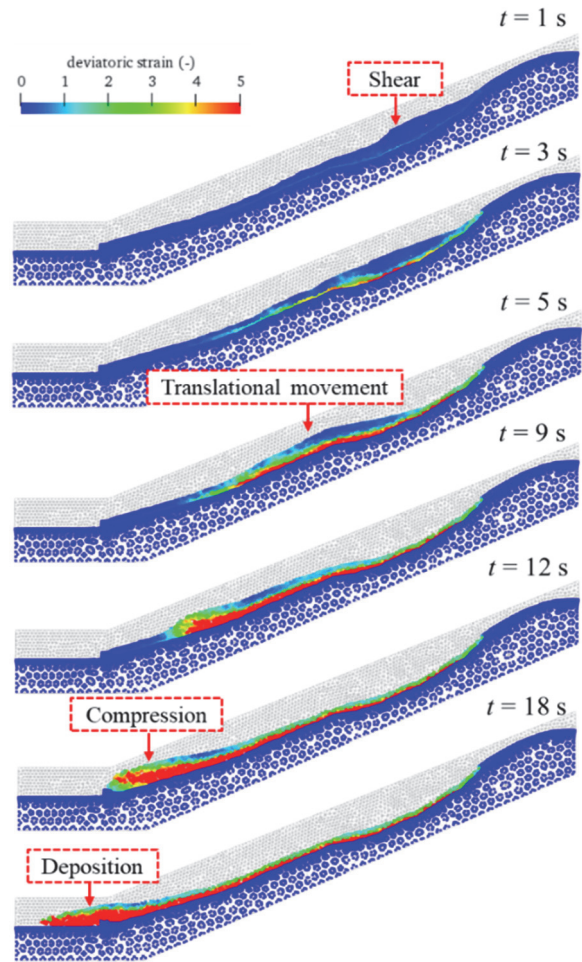 t = 1 s
deviatoric strain (-)
0 1 2 3 4 5
Shear
t = 3 s
t = 5 s
Translational movement
t = 9 s
t = 12 s
Compression
t = 18 s
Deposition